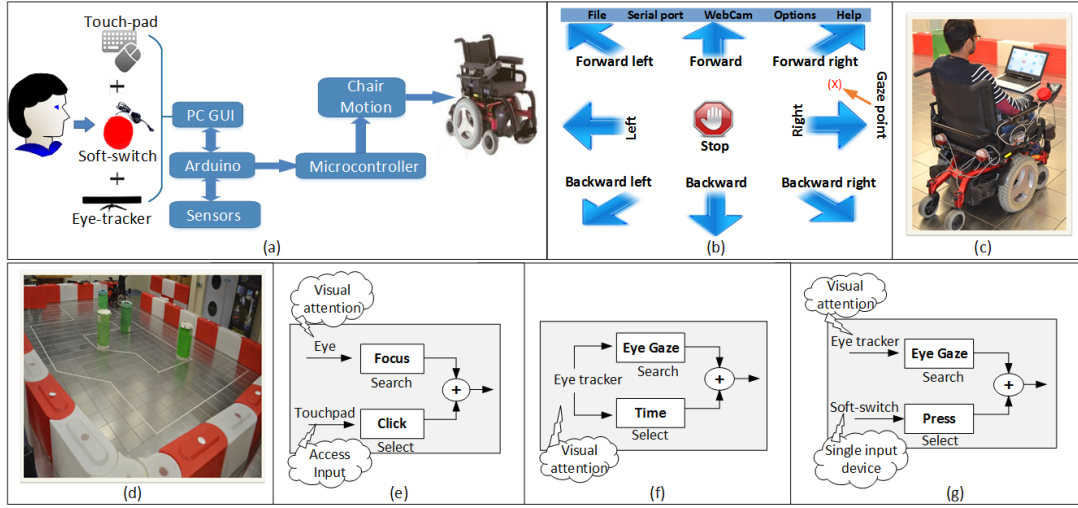 Touch-pad
+
Soft-switch
+
Eye-tracker
PC GUI
Arduino
Sensors
Chair
Motion
Microcontroller
(a)
File Serial port WebCam Options Help
Forward left Forward Forward right
(X)
Gaze point
Left
Right
Stop
Backward left Backward Backward right
(b)
(c)
(d)
Visual
attention
Eye
Focus
Search
+
Touchpad
Click
Select
Access
Input
(e)
Eye Gaze
Search
Eye tracker
+
Time
Select
Visual
attention
(f)
Visual
attention
Eye tracker
Eye Gaze
Search
+
Soft-switch
Press
Select
Single input
device
(g)